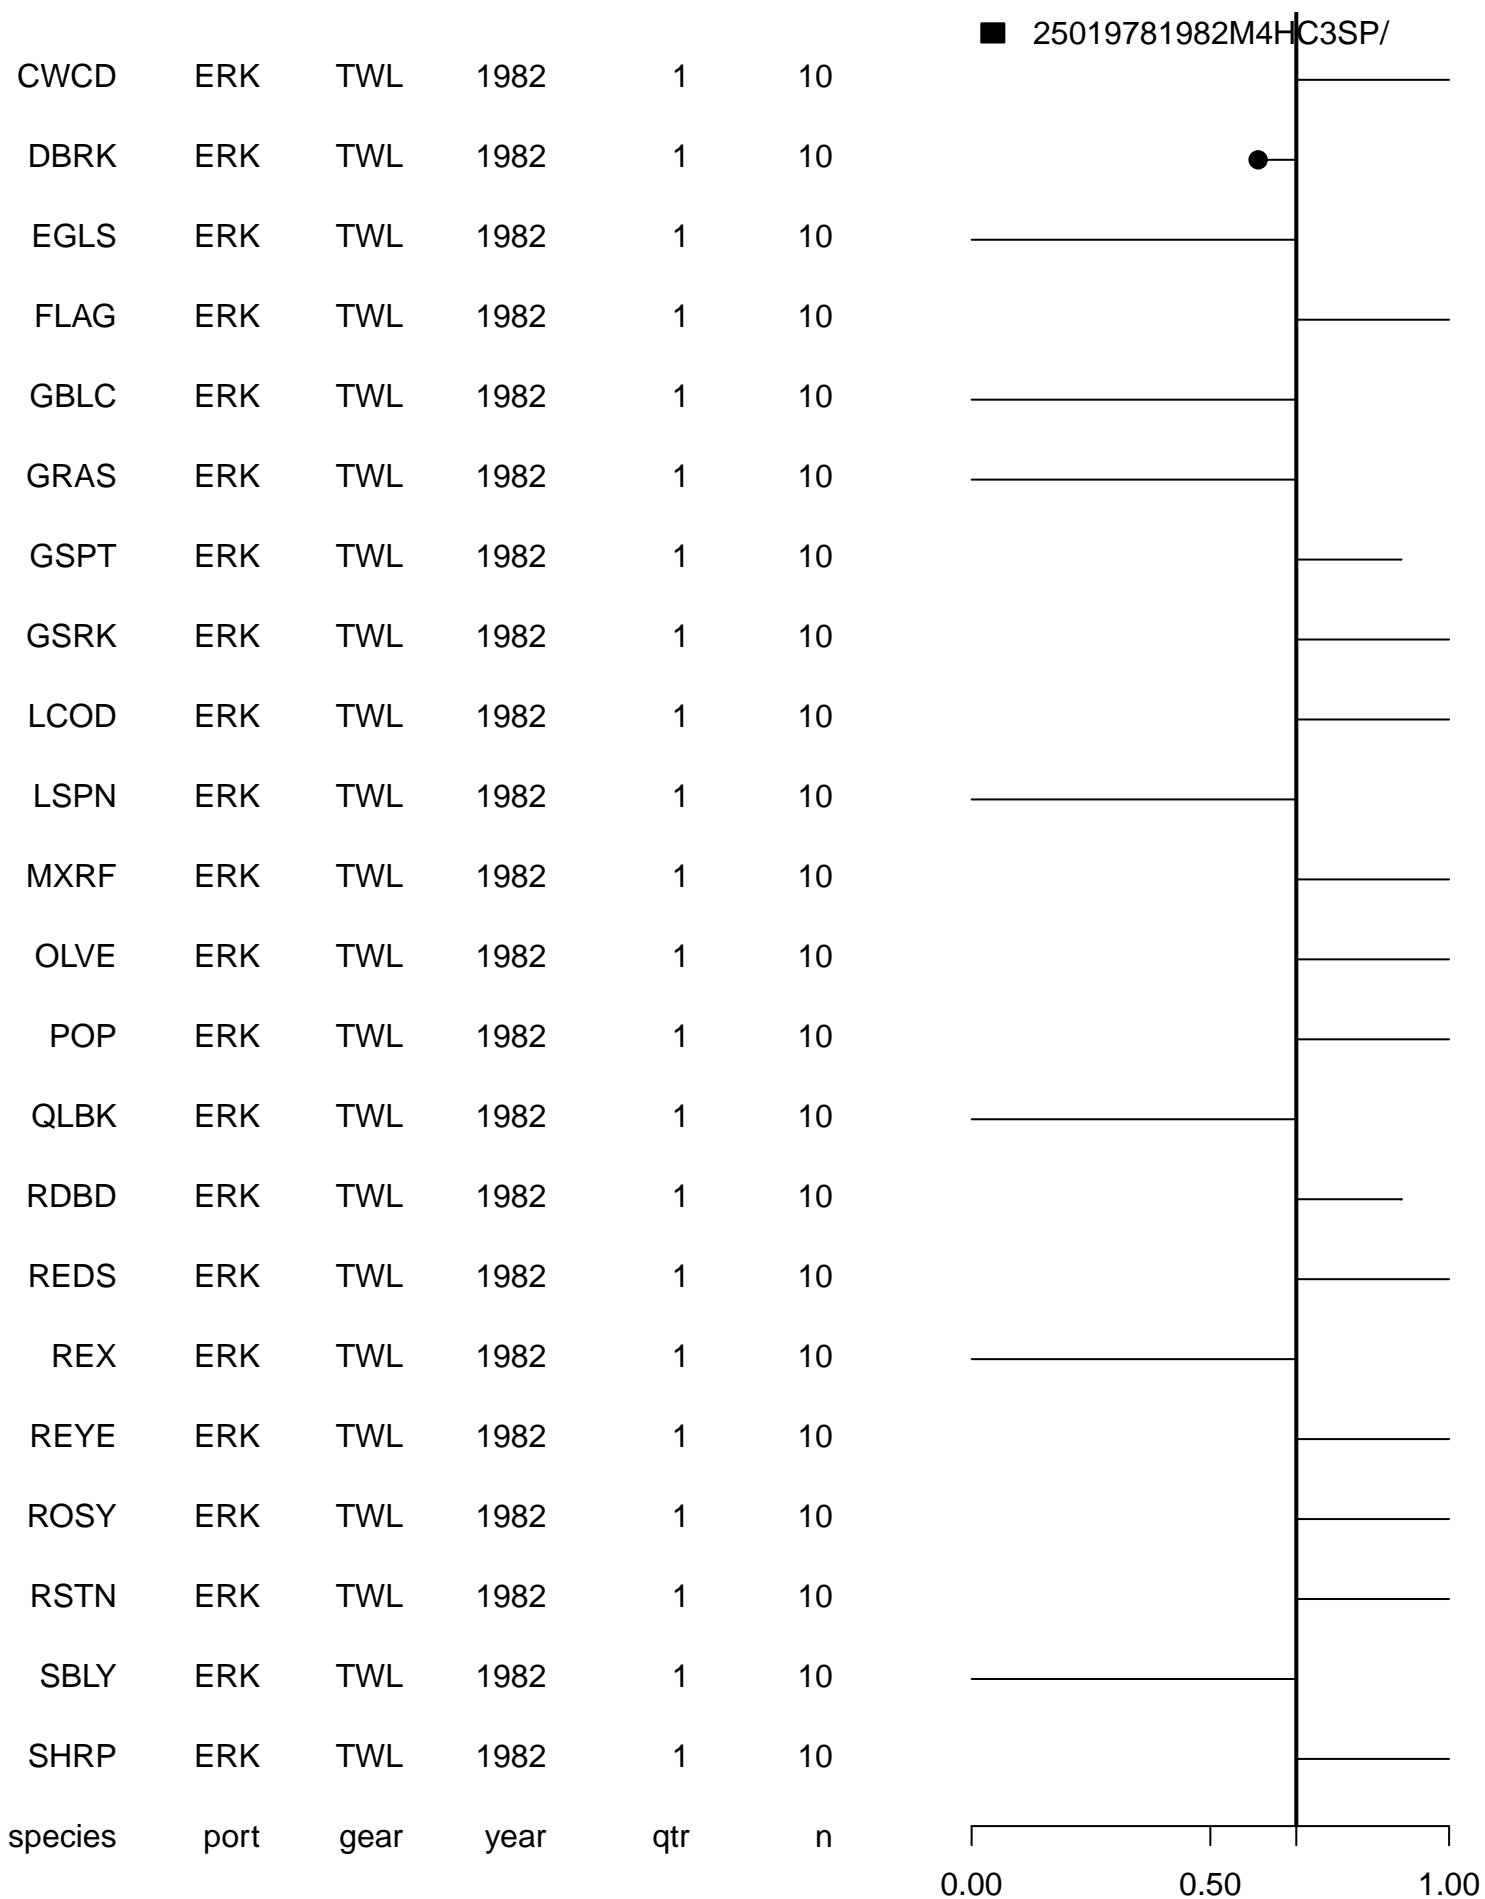 25019781982M4HC3SP/
CWCD ERK TWL 1982 1 10
DBRK ERK TWL 1982 1 10
EGLS ERK TWL 1982 1 10
FLAG ERK TWL 1982 1 10
GBLC ERK TWL 1982 1 10
GRAS ERK TWL 1982 1 10
GSPT ERK TWL 1982 1 10
GSRK ERK TWL 1982 1 10
LCOD ERK TWL 1982 1 10
LSPN ERK TWL 1982 1 10
MXRF ERK TWL 1982 1 10
OLVE ERK TWL 1982 1 10
POP ERK TWL 1982 1 10
QLBK ERK TWL 1982 1 10
RDBD ERK TWL 1982 1 10
REDS ERK TWL 1982 1 10
REX ERK TWL 1982 1 10
REYE ERK TWL 1982 1 10
ROSY ERK TWL 1982 1 10
RSTN ERK TWL 1982 1 10
SBLY ERK TWL 1982 1 10
SHRP ERK TWL 1982 1 10
species port gear year qtr n
0.00 0.50 1.00